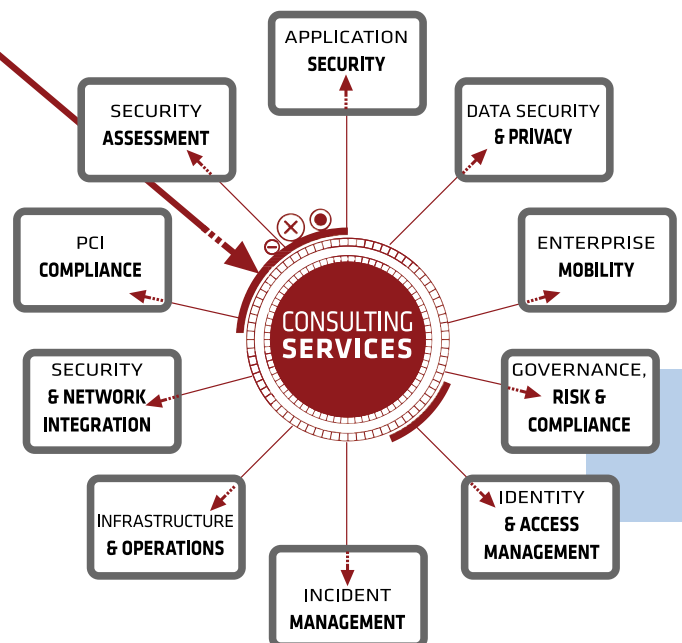 APPLICATION
SECURITY
SECURITY
ASSESSMENT
DATA SECURITY
& PRIVACY
PCI
COMPLIANCE
ENTERPRISE
MOBILITY
CONSULTING
SERVICES
SECURITY
& NETWORK
INTEGRATION
GOVERNANCE,
RISK &
COMPLIANCE
INFRASTRUCTURE
& OPERATIONS
IDENTITY
& ACCESS
MANAGEMENT
INCIDENT
MANAGEMENT